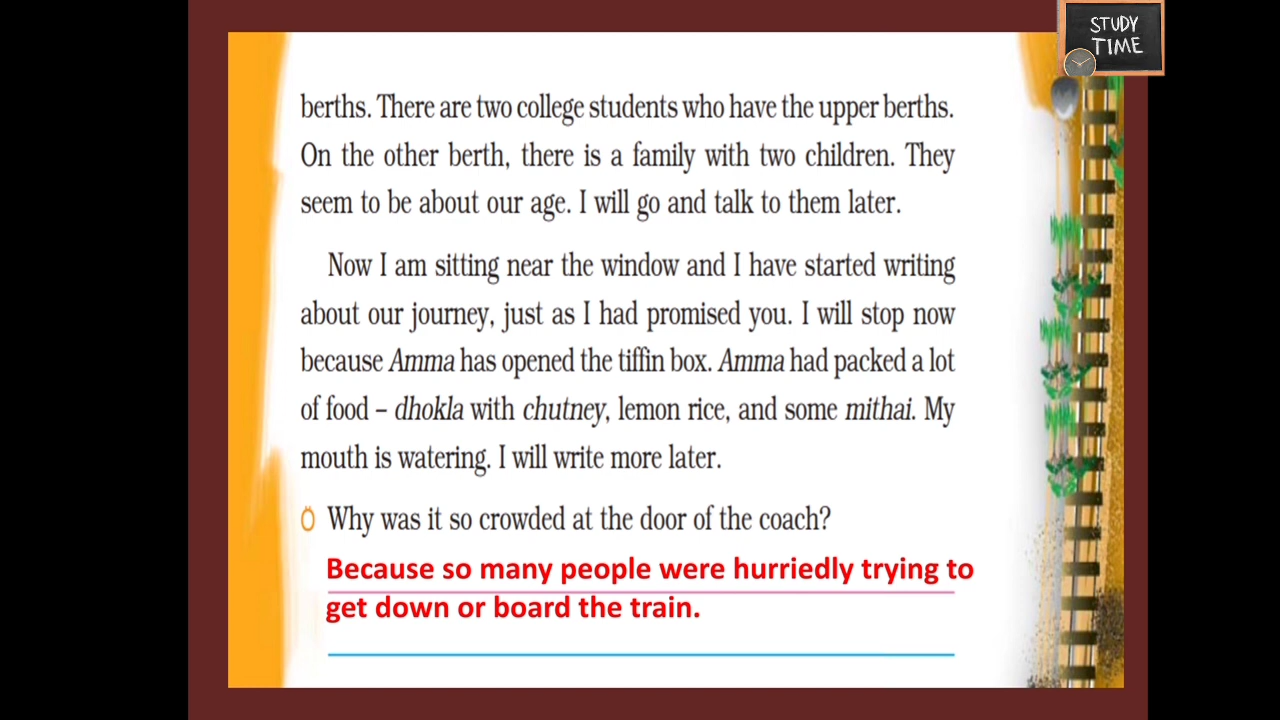 STUDY
TIME
berths. There are two college students who have the upper berths.
On the other berth, there is a family with two children. They
seem to be about our age. I will go and talk to them later.
Now I am sitting near the window and I have started writing
about our journey, just as I had promised you. I will stop now
because Amma has opened the tiffin box. Amma had packed a lot
of food – dhokla with chutney, lemon rice, and some mithai. My
mouth is watering. I will write more later.
Why was it so crowded at the door of the coach?
Because so many people were hurriedly trying to
get down or board the train.